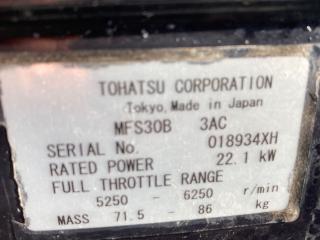 TOHATSU CORPORATION
Tokyo, Made in Japan
MFS30B 3AC
SERIAL No. 018934XH
RATED POWER 22.1 kW
FULL THROTTLE RANGE
5250 - 6250 r/min
MASS 71.5 - 86 kg